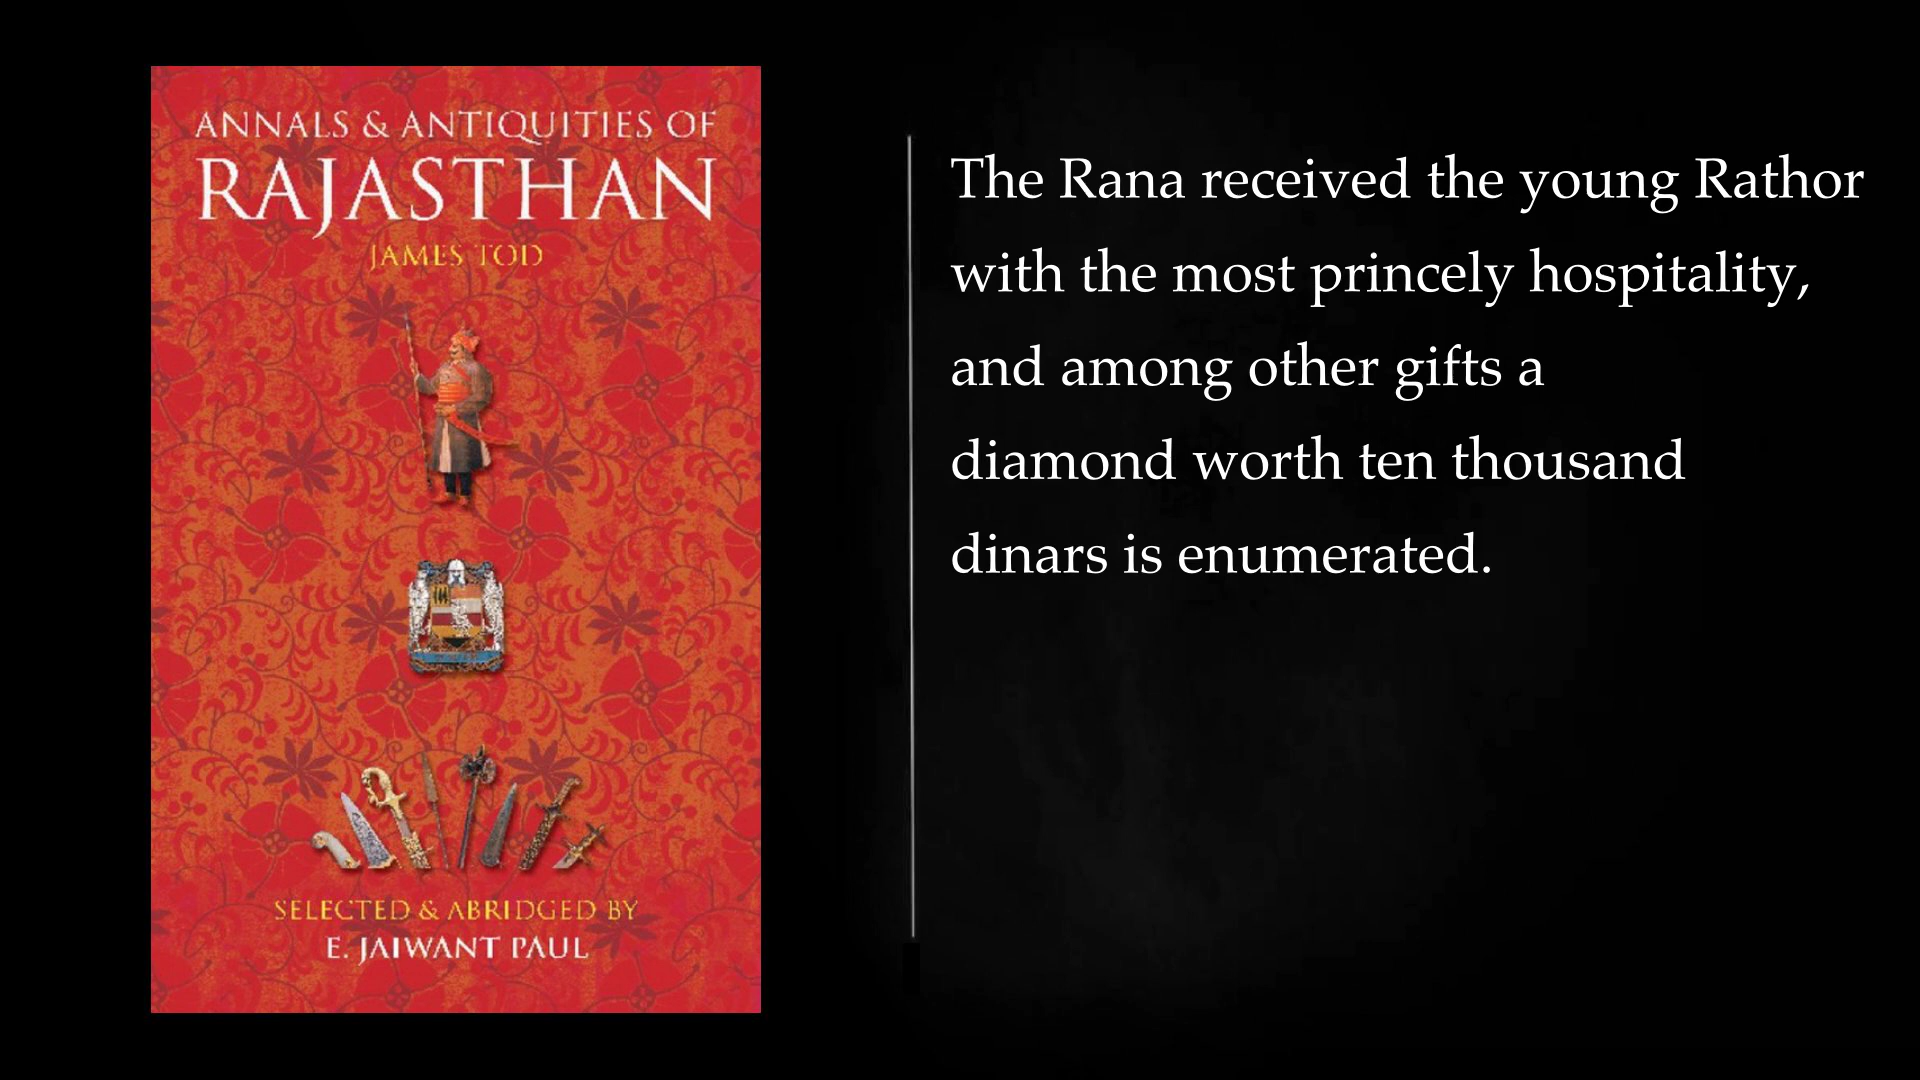 ANNALS & ANTIQUITIES OF
RAJASTHAN
JAMES TOD
SELECTED & ABRIDGED BY
E. JAIWANT PAUL
The Rana received the young Rathor
with the most princely hospitality,
and among other gifts a
diamond worth ten thousand
dinars is enumerated.